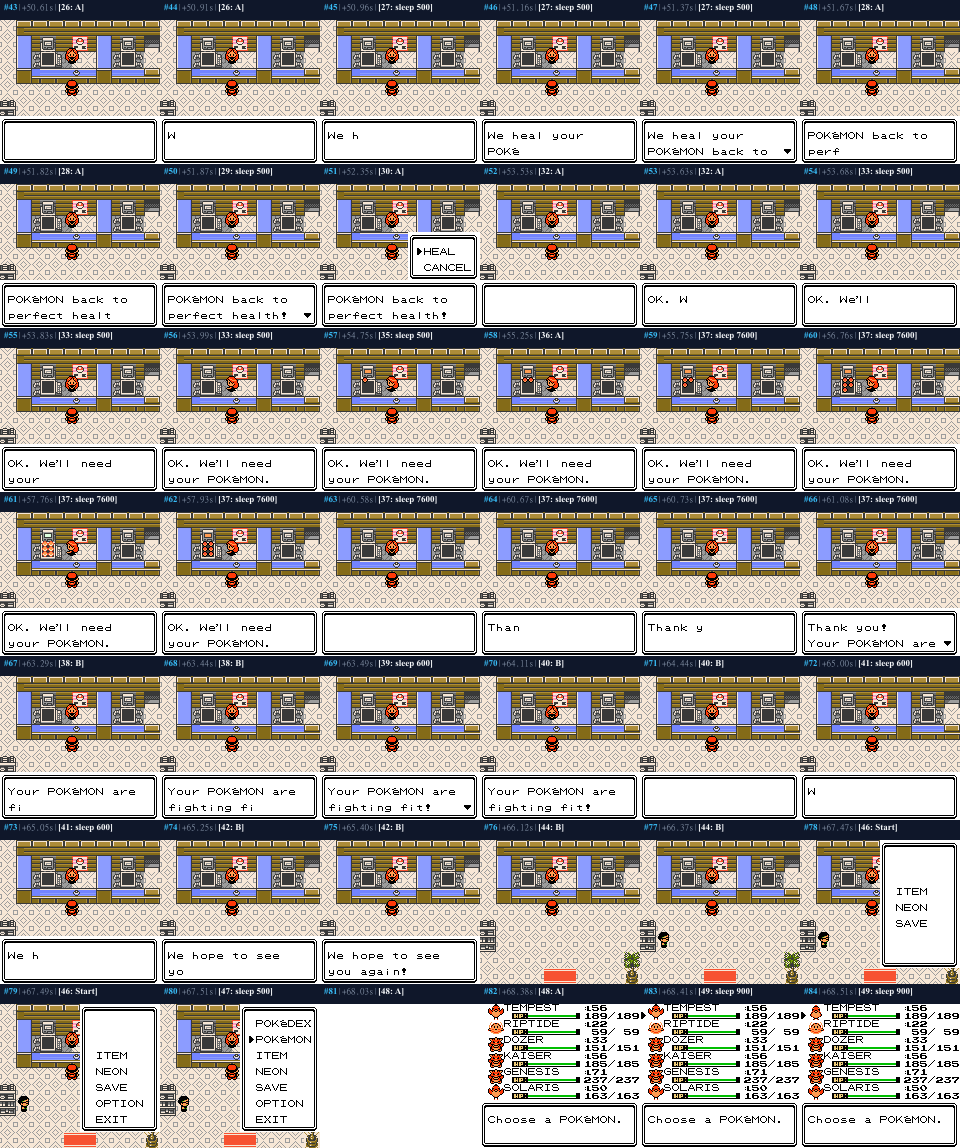 #43|+50.61s|[26: A]
#44|+50.91s|[26: A]
#45|+50.96s|[27: sleep 500]
#46|+51.16s|[27: sleep 500]
#47|+51.37s|[27: sleep 500]
#48|+51.67s|[28: A]
W
We h
We heal your
POKé
We heal your
POKéMON back to
POKéMON back to
perf
#49|+51.82s|[28: A]
#50|+51.87s|[29: sleep 500]
#51|+52.35s|[30: A]
#52|+53.53s|[32: A]
#53|+53.63s|[32: A]
#54|+53.68s|[33: sleep 500]
HEAL
CANCEL
POKéMON back to
perfect healt
POKéMON back to
perfect health!
POKéMON back to
perfect health!
OK. W
OK. We'll
#55|+53.83s|[33: sleep 500]
#56|+53.99s|[33: sleep 500]
#57|+54.75s|[35: sleep 500]
#58|+55.25s|[36: A]
#59|+55.75s|[37: sleep 7600]
#60|+56.76s|[37: sleep 7600]
OK. We'll need
your
OK. We'll need
your POKéMON.
OK. We'll need
your POKéMON.
OK. We'll need
your POKéMON.
OK. We'll need
your POKéMON.
OK. We'll need
your POKéMON.
#61|+57.76s|[37: sleep 7600]
#62|+57.93s|[37: sleep 7600]
#63|+60.58s|[37: sleep 7600]
#64|+60.67s|[37: sleep 7600]
#65|+60.73s|[37: sleep 7600]
#66|+61.08s|[37: sleep 7600]
OK. We'll need
your POKéMON.
OK. We'll need
your POKéMON.
Than
Thank y
Thank you!
Your POKéMON are
#67|+63.29s|[38: B]
#68|+63.44s|[38: B]
#69|+63.49s|[39: sleep 600]
#70|+64.11s|[40: B]
#71|+64.44s|[40: B]
#72|+65.00s|[41: sleep 600]
Your POKéMON are
fi
Your POKéMON are
fighting fi
Your POKéMON are
fighting fit!
Your POKéMON are
fighting fit!
W
#73|+65.05s|[41: sleep 600]
#74|+65.25s|[42: B]
#75|+65.40s|[42: B]
#76|+66.12s|[44: B]
#77|+66.37s|[44: B]
#78|+67.47s|[46: Start]
We h
We hope to see
yo
We hope to see
you again!
ITEM
NEON
SAVE
#79|+67.49s|[46: Start]
#80|+67.51s|[47: sleep 500]
#81|+68.03s|[48: A]
#82|+68.38s|[48: A]
#83|+68.41s|[49: sleep 900]
#84|+68.51s|[49: sleep 900]
ITEM
NEON
SAVE
OPTION
EXIT
POKéDEX
POKéMON
ITEM
NEON
SAVE
OPTION
EXIT
TEMPEST :L56
HP: 189/189
RIPTIDE :L22
HP: 59/ 59
DOZER :L33
HP: 151/151
KAISER :L56
HP: 185/185
GENESIS :L71
HP: 237/237
SOLARIS :L50
HP: 163/163
Choose a POKéMON.
TEMPEST :L56
HP: 189/189
RIPTIDE :L22
HP: 59/ 59
DOZER :L33
HP: 151/151
KAISER :L56
HP: 185/185
GENESIS :L71
HP: 237/237
SOLARIS :L50
HP: 163/163
Choose a POKéMON.
TEMPEST :L56
HP: 189/189
RIPTIDE :L22
HP: 59/ 59
DOZER :L33
HP: 151/151
KAISER :L56
HP: 185/185
GENESIS :L71
HP: 237/237
SOLARIS :L50
HP: 163/163
Choose a POKéMON.